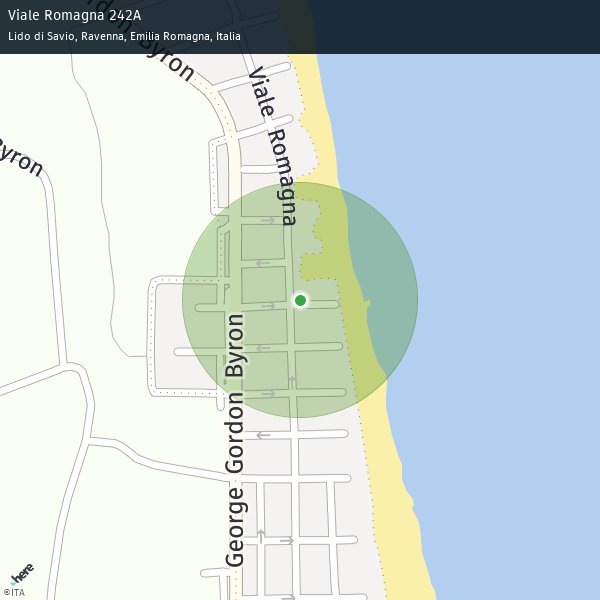 Viale Romagna 242A
Lido di Savio, Ravenna, Emilia Romagna, Italia
rdon Byron
Byron
Viale Romagna
George Gordon Byron
here
©ITA